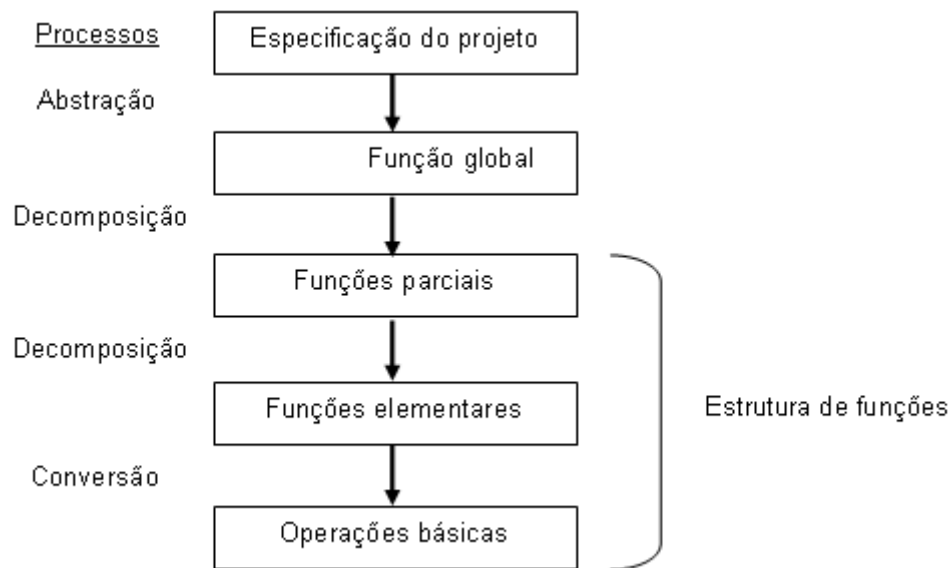 Processos
Especificação do projeto
Abstração
Função global
Decomposição
Funções parciais
Decomposição
Funções elementares
Estrutura de funções
Conversão
Operações básicas